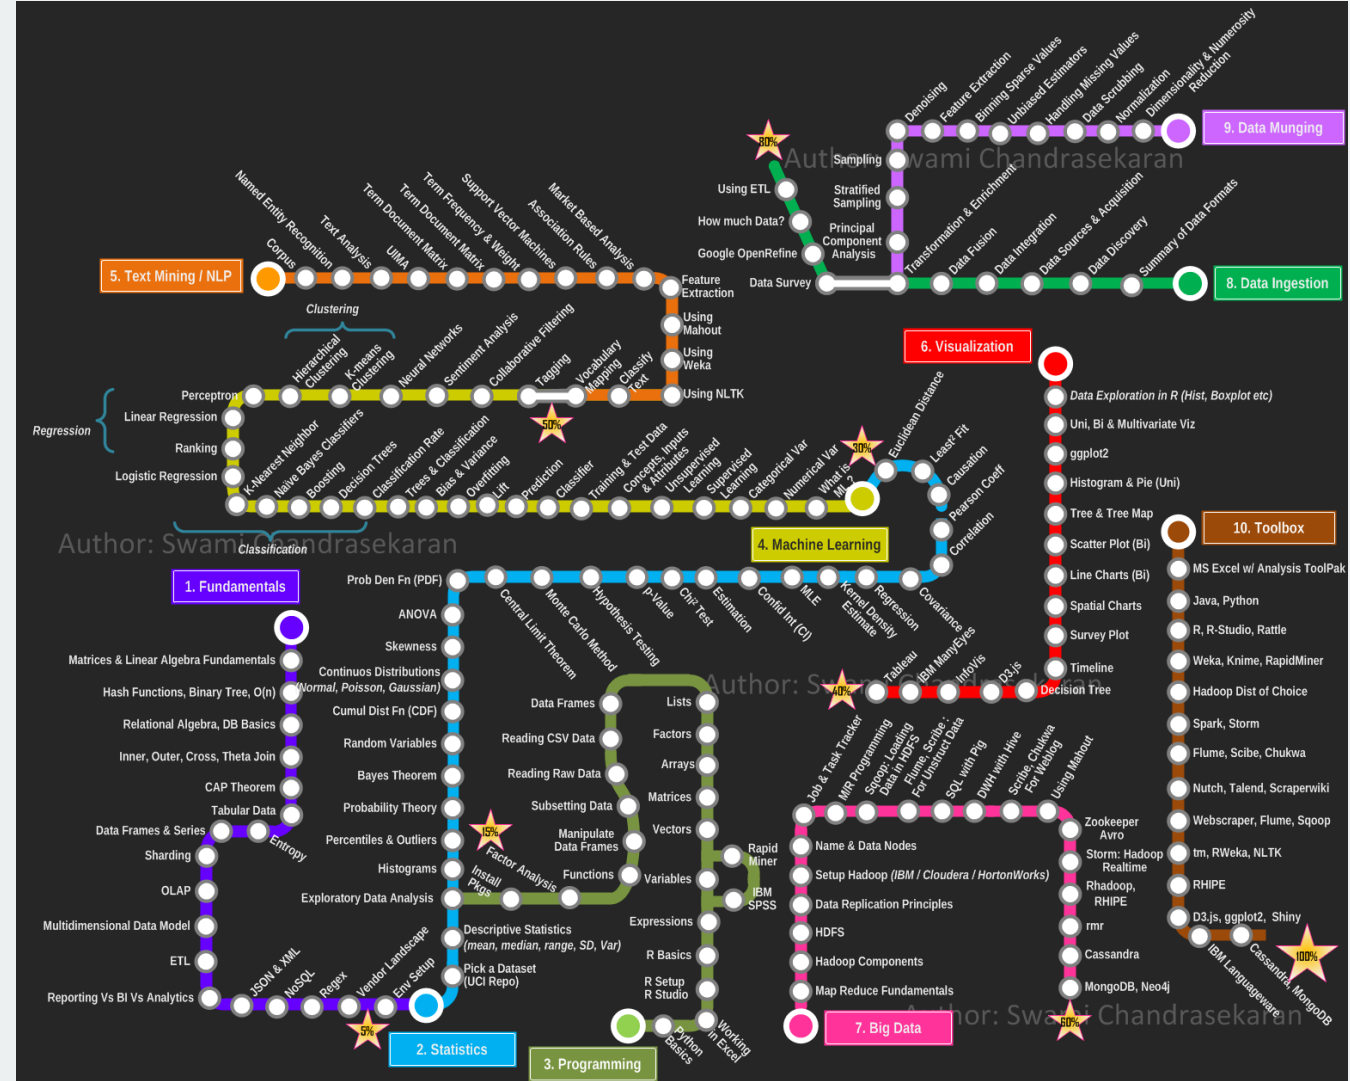 Dimensionality & Numerosity
Reduction
Normalization
Data Scrubbing
Handling Missing Values
Unbiased Estimators
Binning Sparse Values
Feature Extraction
Denoising
9. Data Munging
80%
Author: Swami Chandrasekaran
Sampling
Stratified
Sampling
Principal
Component
Analysis
Using ETL
How much Data?
Google OpenRefine
Data Survey
Transformation & Enrichment
Data Fusion
Data Integration
Data Sources & Acquisition
Data Discovery
Summary of Data Formats
8. Data Ingestion
5. Text Mining / NLP
Corpus
Named Entity Recognition
Text Analysis
UIMA
Term Document Matrix
Term Document Matrix
Term Frequency & Weight
Support Vector Machines
Association Rules
Market Based Analysis
Feature
Extraction
Using
Mahout
Using
Weka
Using NLTK
Classify
Text
Vocabulary
Mapping
Tagging
50%
Clustering
Collaborative Filtering
Sentiment Analysis
Neural Networks
K-means
Clustering
Hierarchical
Clustering
Perceptron
Linear Regression
Regression
Ranking
Logistic Regression
K-Nearest Neighbor
Naive Bayes Classifiers
Boosting
Decision Trees
Classification Rate
Trees & Classification
Bias & Variance
Overfitting
Lift
Prediction
Classifier
Training & Test Data
Concepts, Inputs
& Attributes
Unsupervised
Learning
Supervised
Learning
Categorical Var
Numerical Var
What is
ML ?
30%
4. Machine Learning
Classification
Author: Swami Chandrasekaran
Euclidean Distance
Least Fit
Causation
Pearson Coeff
Correlation
Covariance
Regression
Kernel Density
Estimate
MLE
Confid Int (CI)
Estimation
Chi² Test
p-Value
Hypothesis Testing
Monte Carlo Method
Central Limit Theorem
Prob Den Fn (PDF)
ANOVA
Skewness
Continuos Distributions
(Normal, Poisson, Gaussian)
Cumul Dist Fn (CDF)
Random Variables
Bayes Theorem
Probability Theory
Percentiles & Outliers
Histograms
Exploratory Data Analysis
Descriptive Statistics
(mean, median, range, SD, Var)
Pick a Dataset
(UCI Repo)
2. Statistics
1. Fundamentals
Matrices & Linear Algebra Fundamentals
Hash Functions, Binary Tree, O(n)
Relational Algebra, DB Basics
Inner, Outer, Cross, Theta Join
CAP Theorem
Tabular Data
Entropy
Data Frames & Series
Sharding
OLAP
Multidimensional Data Model
ETL
Reporting Vs BI Vs Analytics
JSON & XML
NoSQL
Regex
Vendor Landscape
Env Setup
5%
15%
Install
Pkgs
Factor Analysis
Functions
Manipulate
Data Frames
Subsetting Data
Reading Raw Data
Reading CSV Data
Data Frames
Lists
Factors
Arrays
Matrices
Vectors
Rapid
Miner
Variables
IBM
SPSS
Expressions
R Basics
R Setup
R Studio
Working
in Excel
Python
Basics
3. Programming
6. Visualization
Data Exploration in R (Hist, Boxplot etc)
Uni, Bi & Multivariate Viz
ggplot2
Histogram & Pie (Uni)
Tree & Tree Map
Scatter Plot (Bi)
Line Charts (Bi)
Spatial Charts
Survey Plot
Timeline
Decision Tree
D3.js
InfoVis
IBM ManyEyes
Tableau
40%
Author: Swami Chandrasekaran
Job & Task Tracker
M/R Programming
Sqoop: Loading
Data in HDFS
Flume, Scribe :
For Unstruct Data
SQL with Pig
DWH with Hive
Scribe, Chukwa
For Weblog
Using Mahout
Name & Data Nodes
Setup Hadoop (IBM / Cloudera / HortonWorks)
Data Replication Principles
HDFS
Hadoop Components
Map Reduce Fundamentals
7. Big Data
Zookeeper
Avro
Storm: Hadoop
Realtime
Rhadoop,
RHIPE
rmr
Cassandra
MongoDB, Neo4j
60%
Author: Swami Chandrasekaran
10. Toolbox
MS Excel w/ Analysis ToolPak
Java, Python
R, R-Studio, Rattle
Weka, Knime, RapidMiner
Hadoop Dist of Choice
Spark, Storm
Flume, Scibe, Chukwa
Nutch, Talend, Scraperwiki
Webscraper, Flume, Sqoop
tm, RWeka, NLTK
RHIPE
D3.js, ggplot2, Shiny
IBM Languageware
Cassandra, MongoDB
100%